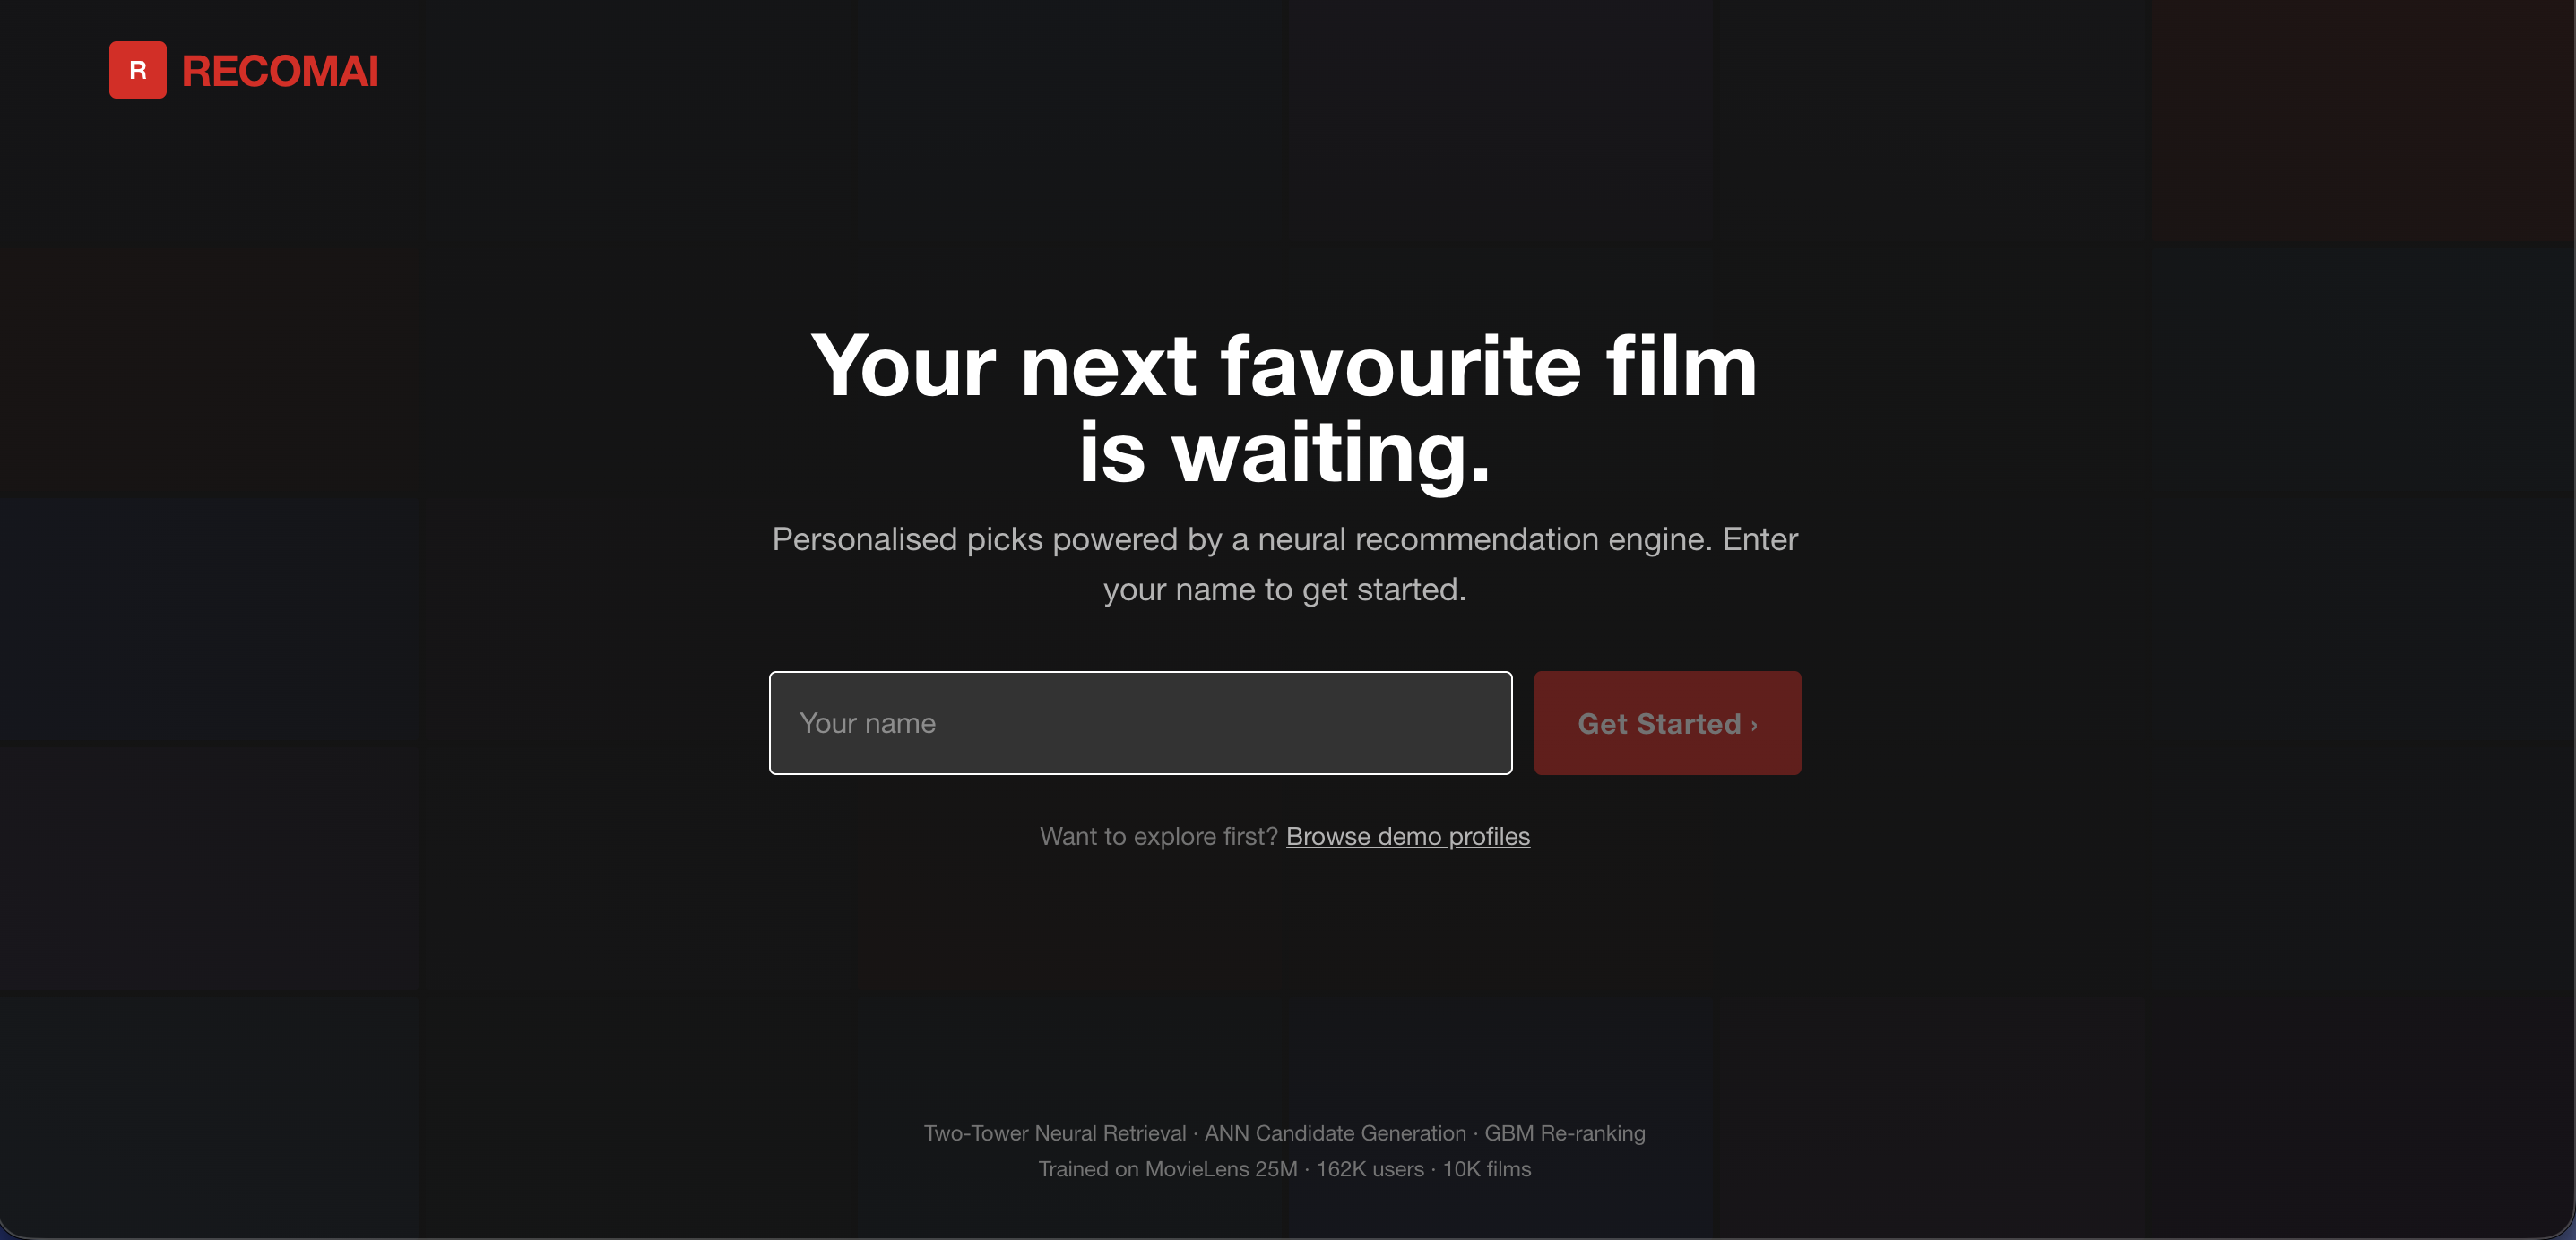 R RECOMAI
Your next favourite film
is waiting.
Personalised picks powered by a neural recommendation engine. Enter
your name to get started.
Your name
Get Started ›
Want to explore first? Browse demo profiles
Two-Tower Neural Retrieval · ANN Candidate Generation · GBM Re-ranking
Trained on MovieLens 25M · 162K users · 10K films